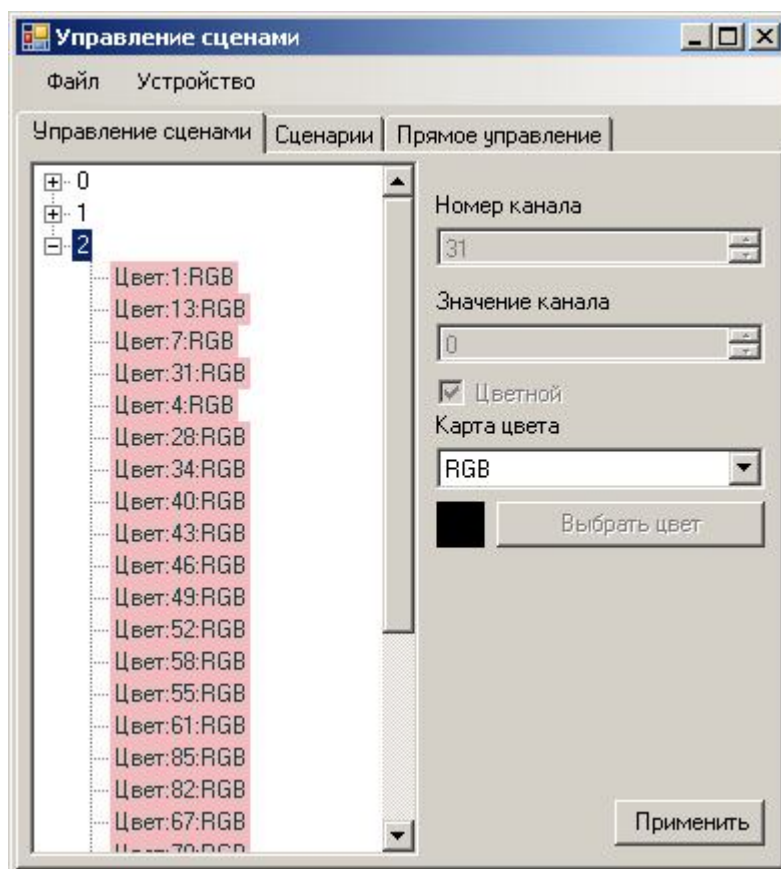 Управление сценами
Файл Устройство
Управление сценами Сценарии Прямое управление
0
1
2
Цвет:1:RGB
Цвет:13:RGB
Цвет:7:RGB
Цвет:31:RGB
Цвет:4:RGB
Цвет:28:RGB
Цвет:34:RGB
Цвет:40:RGB
Цвет:43:RGB
Цвет:46:RGB
Цвет:49:RGB
Цвет:52:RGB
Цвет:58:RGB
Цвет:55:RGB
Цвет:61:RGB
Цвет:85:RGB
Цвет:82:RGB
Цвет:67:RGB
Номер канала
31
Значение канала
0
Цветной
Карта цвета
RGB
Выбрать цвет
Применить